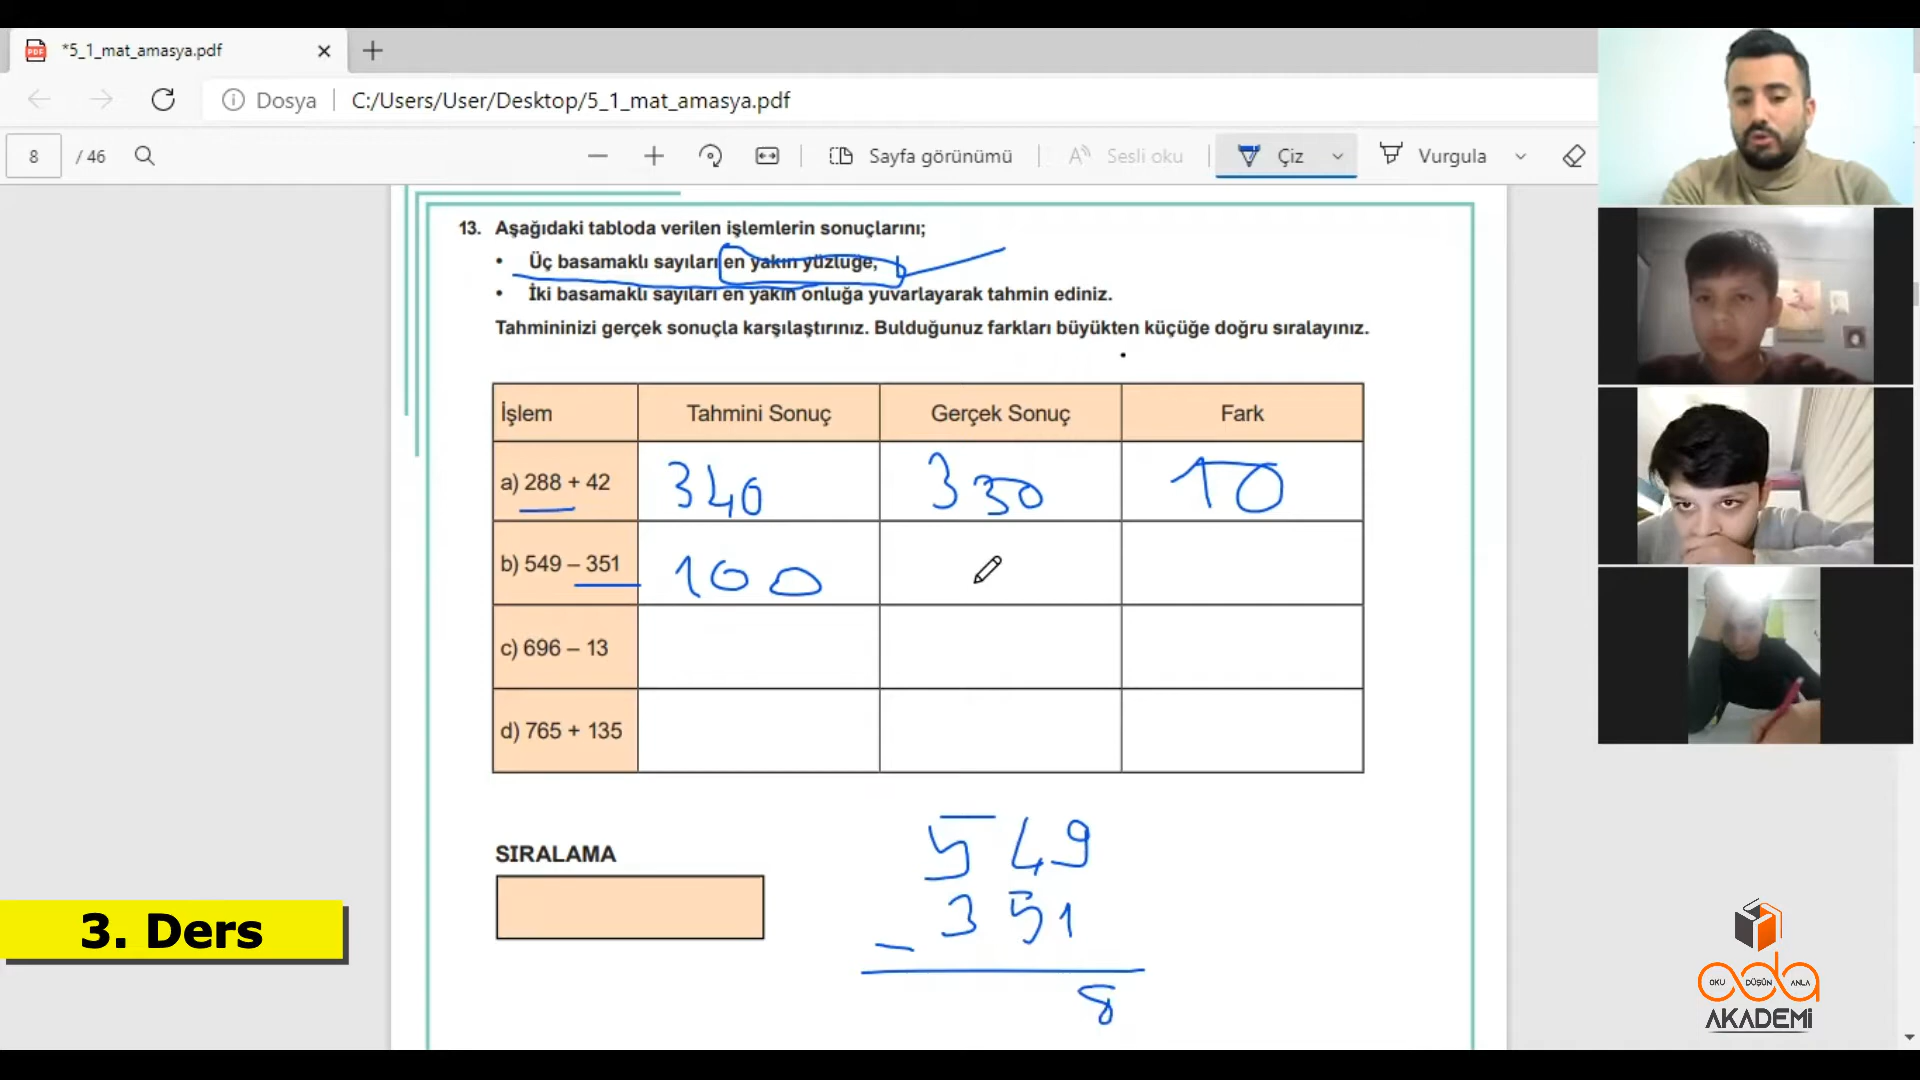 *5_1_mat_amasya.pdf
Dosya C:/Users/User/Desktop/5_1_mat_amasya.pdf
8 / 46 Sayfa görünümü Sesli oku Çiz Vurgula
13. Aşağıdaki tabloda verilen işlemlerin sonuçlarını;
• Üç basamaklı sayıları en yakın yüzlüğe,
• İki basamaklı sayıları en yakın onluğa yuvarlayarak tahmin ediniz.
Tahmininizi gerçek sonuçla karşılaştırınız. Bulduğunuz farkları büyükten küçüğe doğru sıralayınız.
İşlem Tahmini Sonuç Gerçek Sonuç Fark
a) 288 + 42 340 330 10
b) 549 – 351 100
c) 696 – 13
d) 765 + 135
SIRALAMA
549
– 351
8
3. Ders
OKU DÜŞÜN ANLA
oda
AKADEMİ